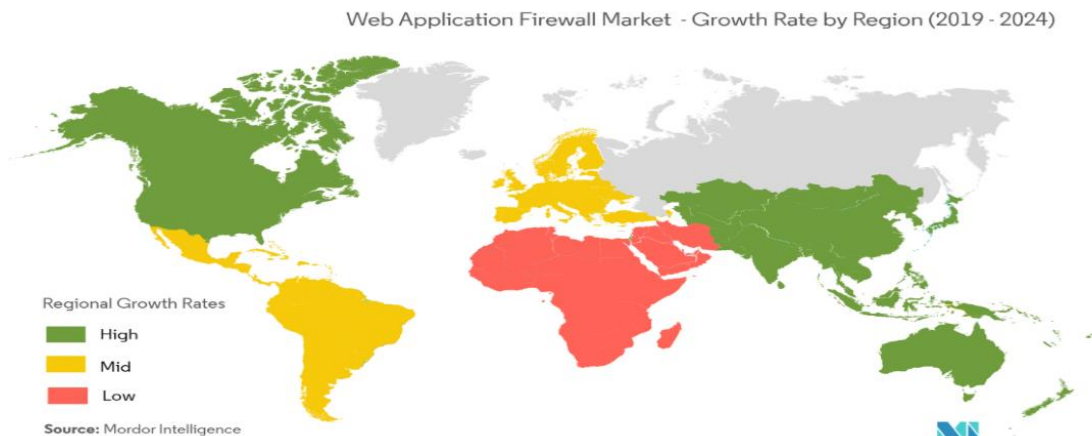 Web Application Firewall Market - Growth Rate by Region (2019 - 2024)
Regional Growth Rates
High
Mid
Low
Source: Mordor Intelligence